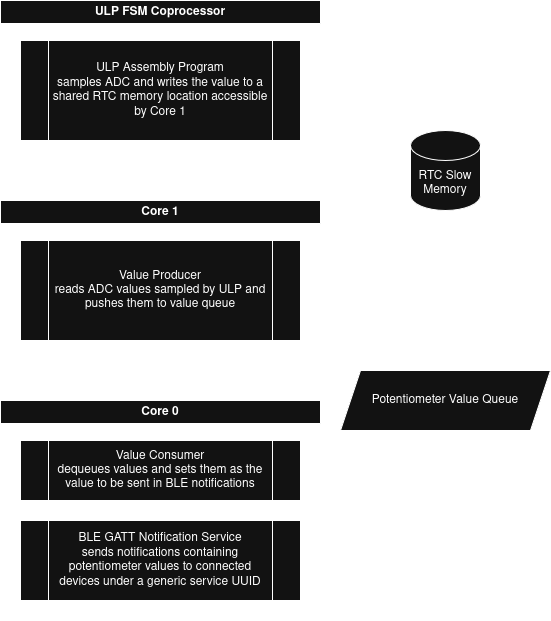 ULP FSM Coprocessor
ULP Assembly Program
samples ADC and writes the value to a
shared RTC memory location accessible
by Core 1
RTC Slow
Memory
Core 1
Value Producer
reads ADC values sampled by ULP and
pushes them to value queue
Potentiometer Value Queue
Core 0
Value Consumer
dequeues values and sets them as the
value to be sent in BLE notifications
BLE GATT Notification Service
sends notifications containing
potentiometer values to connected
devices under a generic service UUID